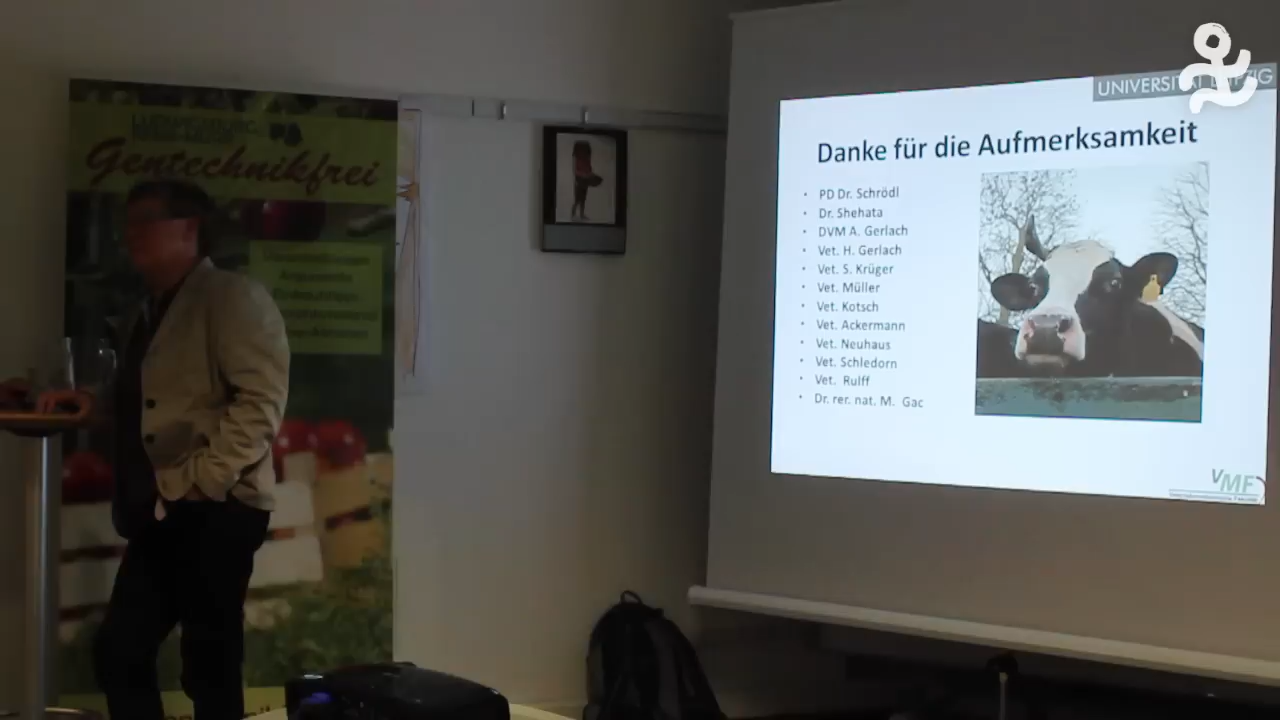 LUDWIGSBURG
Gentechnikfrei
UNIVERSITÄT LEIPZIG
Danke für die Aufmerksamkeit
• PD Dr. Schrödl
• Dr. Shehata
• DVM A. Gerlach
• Vet. H. Gerlach
• Vet. S. Krüger
• Vet. Müller
• Vet. Kotsch
• Vet. Ackermann
• Vet. Neuhaus
• Vet. Schledorn
• Vet. Rulff
• Dr. rer. nat. M. Gac
VMF